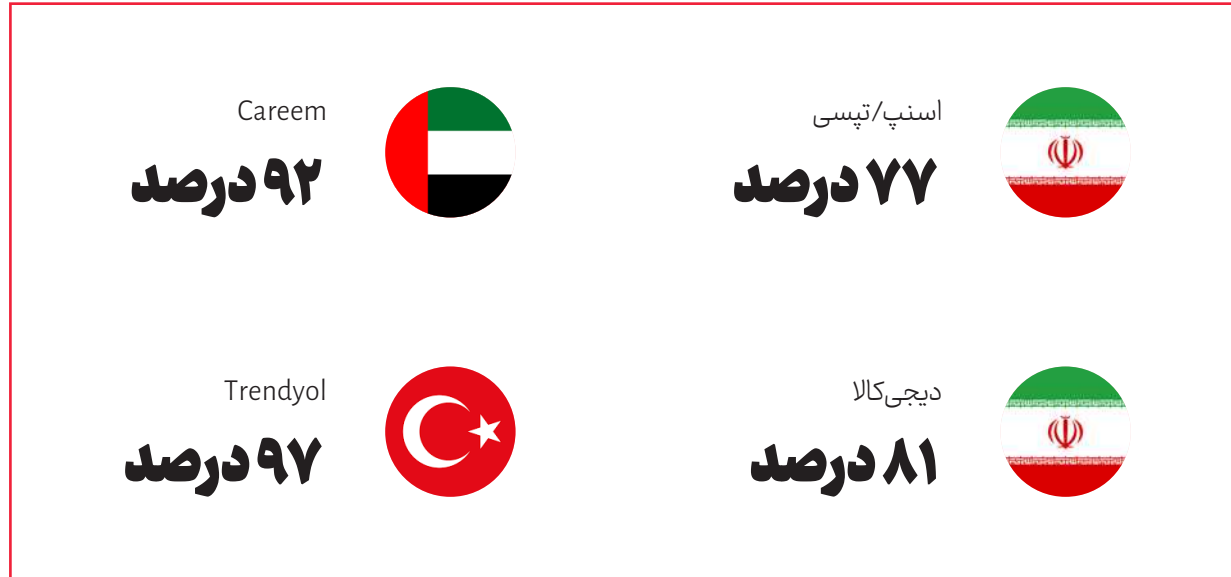 اسنپ/تپسی
۷۷ درصد
Careem
۹۲ درصد
دیجی‌کالا
۸۱ درصد
Trendyol
۹۷ درصد